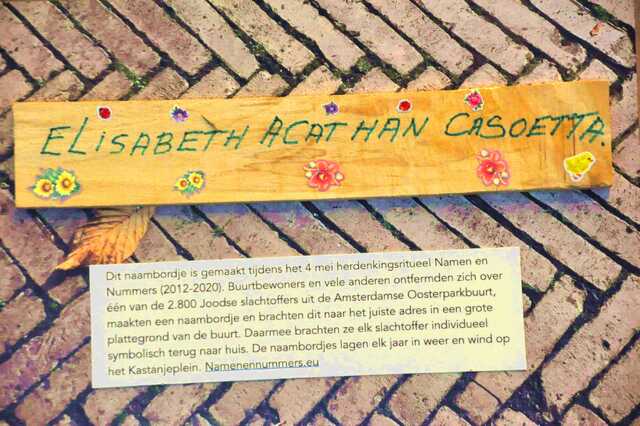 ELISABETH ACATHAN CASOETTA.
Dit naambordje is gemaakt tijdens het 4 mei herdenkingsritueel Namen en
Nummers (2012-2020). Buurtbewoners en vele anderen ontfermden zich over
één van de 2.800 Joodse slachtoffers uit de Amsterdamse Oosterparkbuurt,
maakten een naambordje en brachten dit naar het juiste adres in een grote
plattegrond van de buurt. Daarmee brachten ze elk slachtoffer individueel
symbolisch terug naar huis. De naambordjes lagen elk jaar in weer en wind op
het Kastanjeplein. Namenennummers.eu